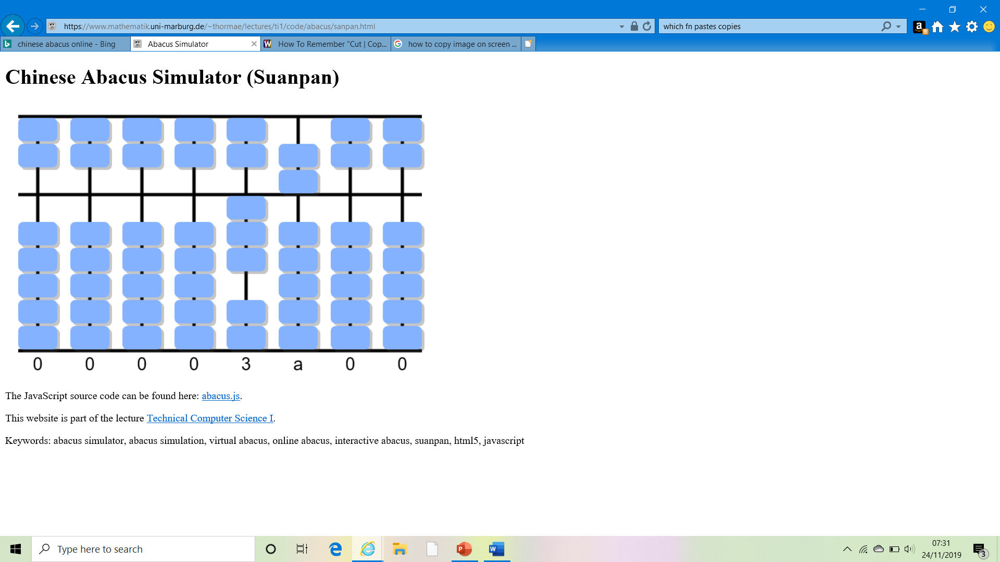 https://www.mathematik.uni-marburg.de/~thormae/lectures/ti1/code/abacus/sanpan.html
which fn pastes copies
a
8
chinese abacus online - Bing
Abacus Simulator
W
How To Remember "Cut | Cop...
G
how to copy image on screen ...
Chinese Abacus Simulator (Suanpan)
0 0 0 0 3 a 0 0
The JavaScript source code can be found here: abacus.js.
This website is part of the lecture Technical Computer Science I.
Keywords: abacus simulator, abacus simulation, virtual abacus, online abacus, interactive abacus, suanpan, html5, javascript
Type here to search
P
W
07:31
24/11/2019
3